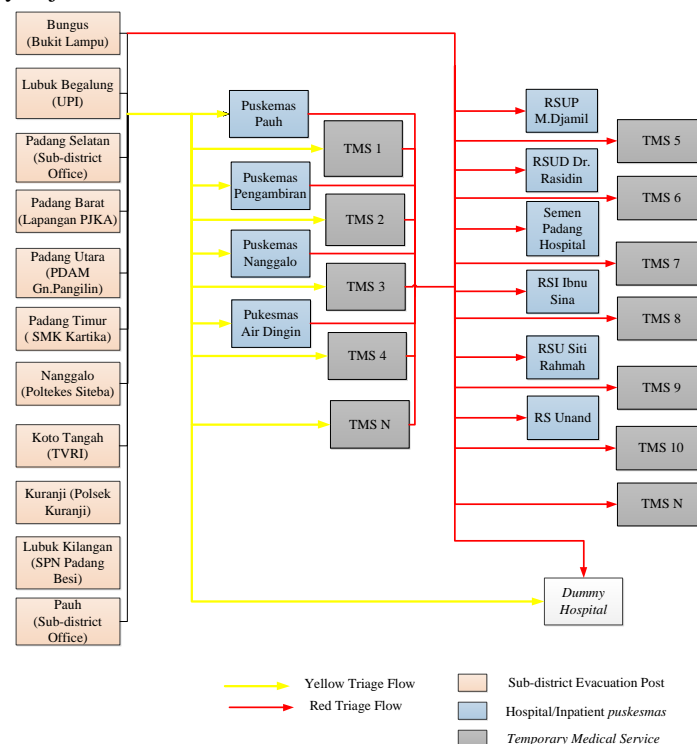 Bungus
(Bukit Lampu)
Lubuk Begalung
(UPI)
Padang Selatan
(Sub-district
Office)
Padang Barat
(Lapangan PJKA)
Padang Utara
(PDAM
Gn.Pangilin)
Padang Timur
( SMK Kartika)
Nanggalo
(Poltekes Siteba)
Koto Tangah
(TVRI)
Kuranji (Polsek
Kuranji)
Lubuk Kilangan
(SPN Padang
Besi)
Pauh
(Sub-district
Office)
Puskemas
Pauh
TMS 1
Puskemas
Pengambiran
TMS 2
Puskemas
Nanggalo
TMS 3
Pukesmas
Air Dingin
TMS 4
TMS N
RSUP
M.Djamil
TMS 5
RSUD Dr.
Rasidin
TMS 6
Semen
Padang
Hospital
TMS 7
RSI Ibnu
Sina
TMS 8
RSU Siti
Rahmah
TMS 9
RS Unand
TMS 10
TMS N
Dummy
Hospital
Yellow Triage Flow
Red Triage Flow
Sub-district Evacuation Post
Hospital/Inpatient puskesmas
Temporary Medical Service